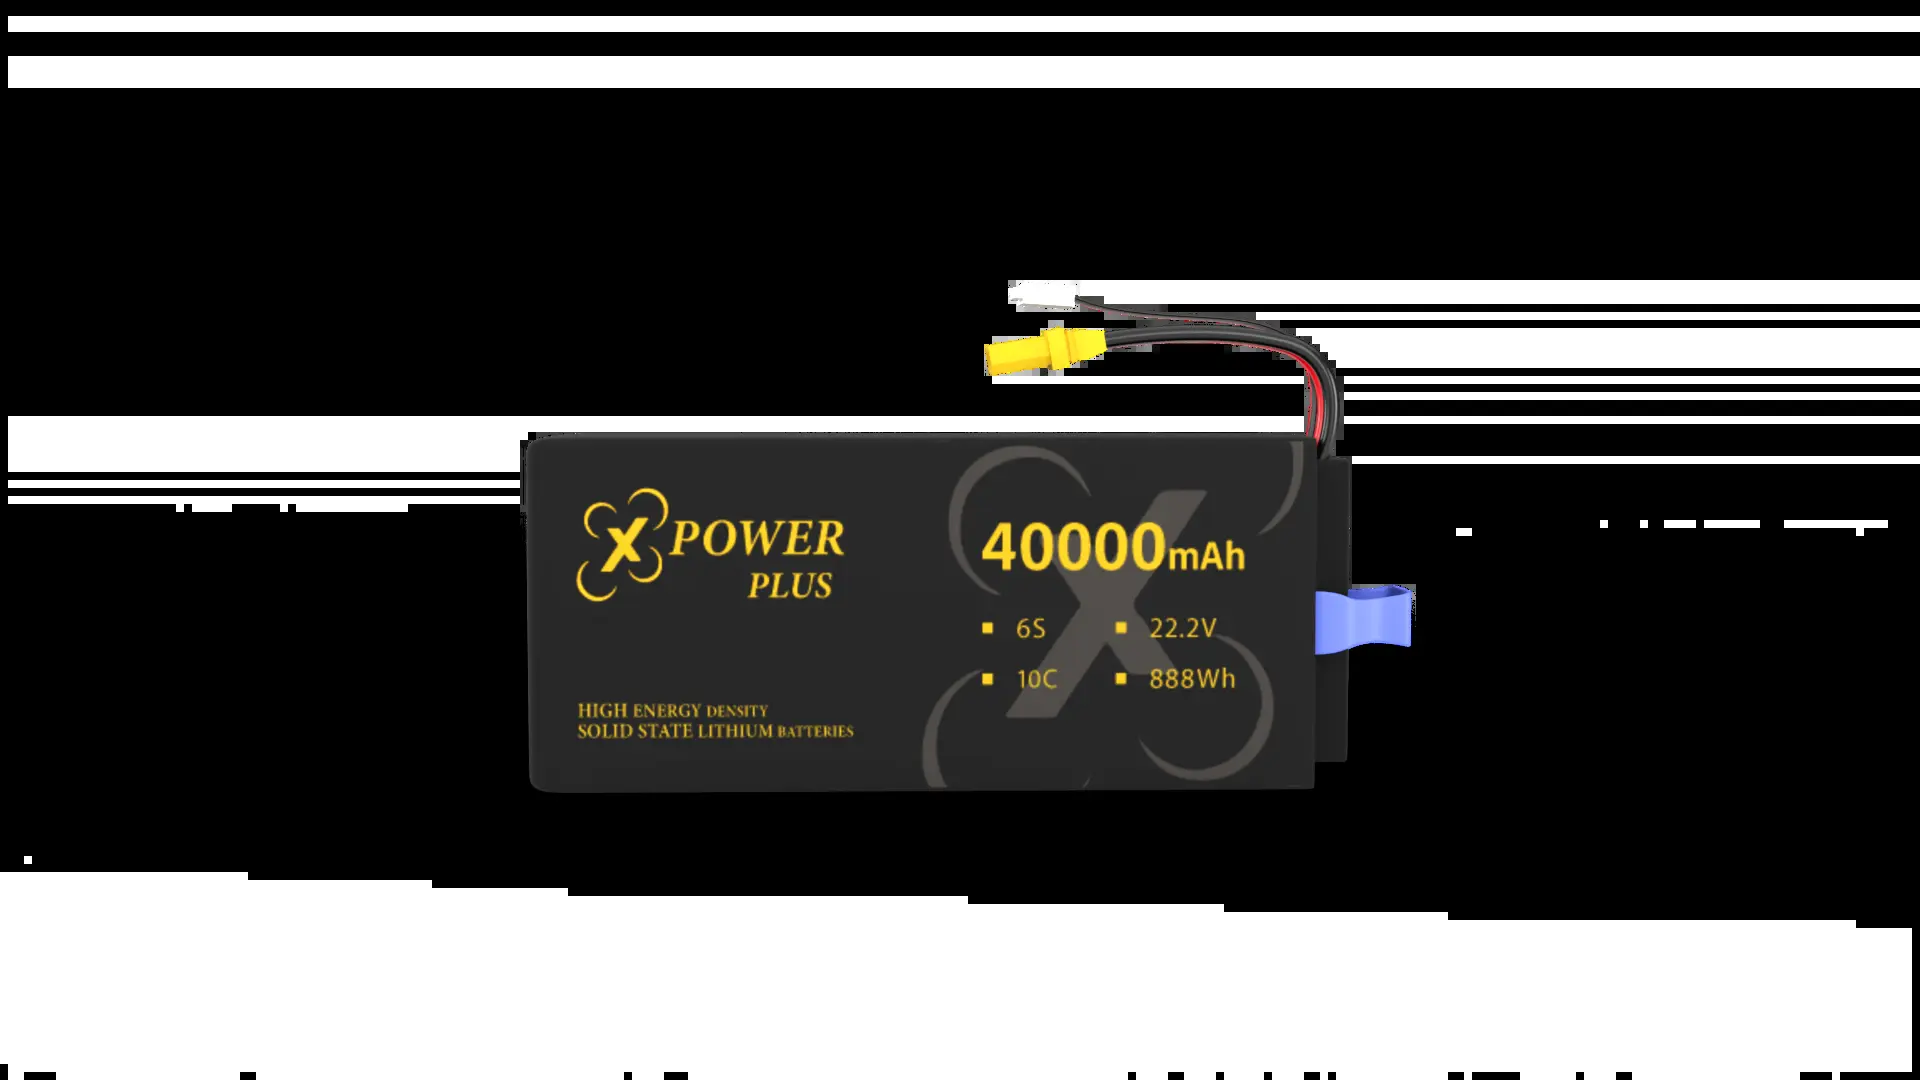 X POWER
PLUS
40000mAh
6S
22.2V
10C
888Wh
HIGH ENERGY DENSITY
SOLID STATE LITHIUM BATTERIES